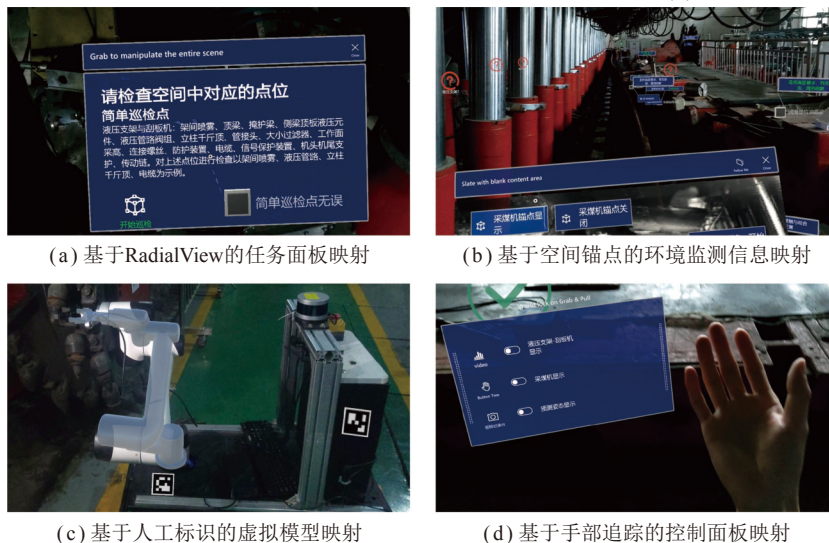 Grab to manipulate the entire scene
Close
请检查空间中对应的点位
简单巡检点
液压支架与刮板机：架间喷雾、顶梁、掩护梁、侧梁顶板液压元
件、液压管路阀组、立柱千斤顶、管接头、大小过滤器、工作面
采高、连接螺丝、防护装置、电缆、信号保护装置、机头机尾支
护、传动链。对上述点位进行检查以架间喷雾、液压管路、立柱
千斤顶、电缆为示例。
开始巡检
简单巡检点无误
(a) 基于RadialView的任务面板映射
Slate with blank content area
Follow Me
Close
采煤机锚点显
示
采煤机锚点关
闭
(b) 基于空间锚点的环境监测信息映射
(c) 基于人工标识的虚拟模型映射
on Grab & Pull
video
液压支架-刮板机
显示
Button Two
采煤机显示
预测姿态显示
(d) 基于手部追踪的控制面板映射